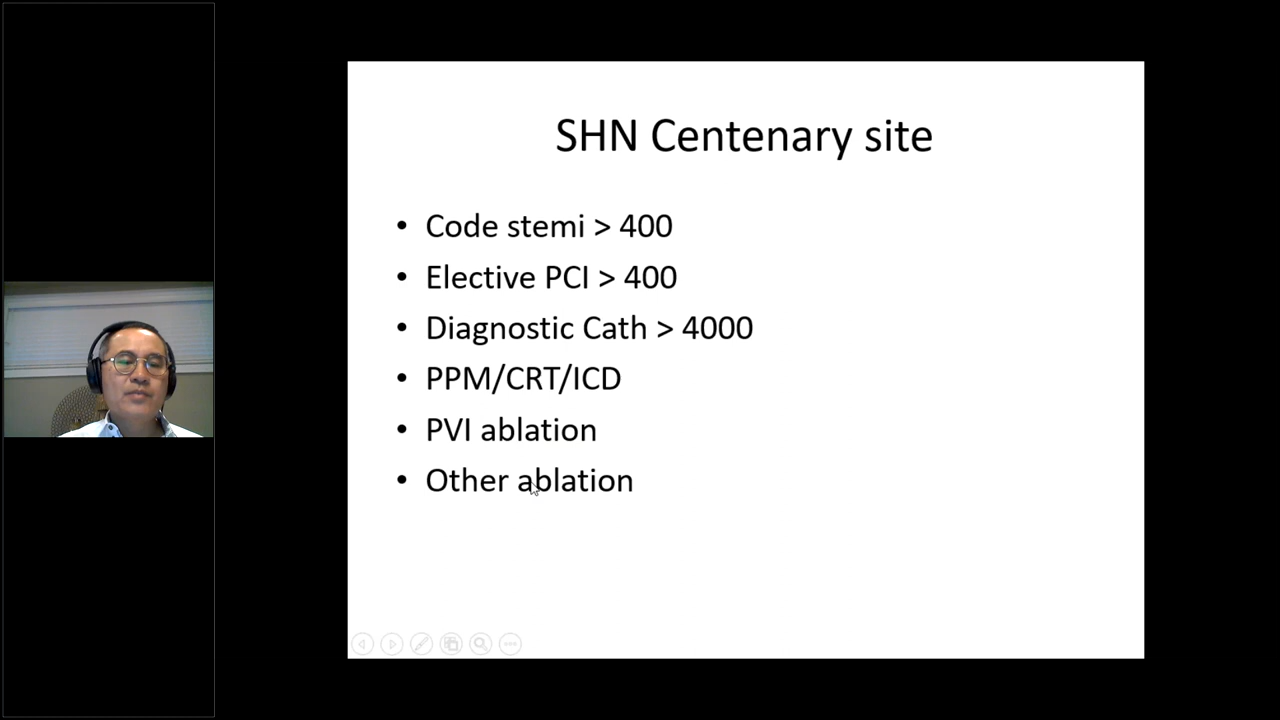 SHN Centenary site
• Code stemi > 400
• Elective PCI > 400
• Diagnostic Cath > 4000
• PPM/CRT/ICD
• PVI ablation
• Other ablation